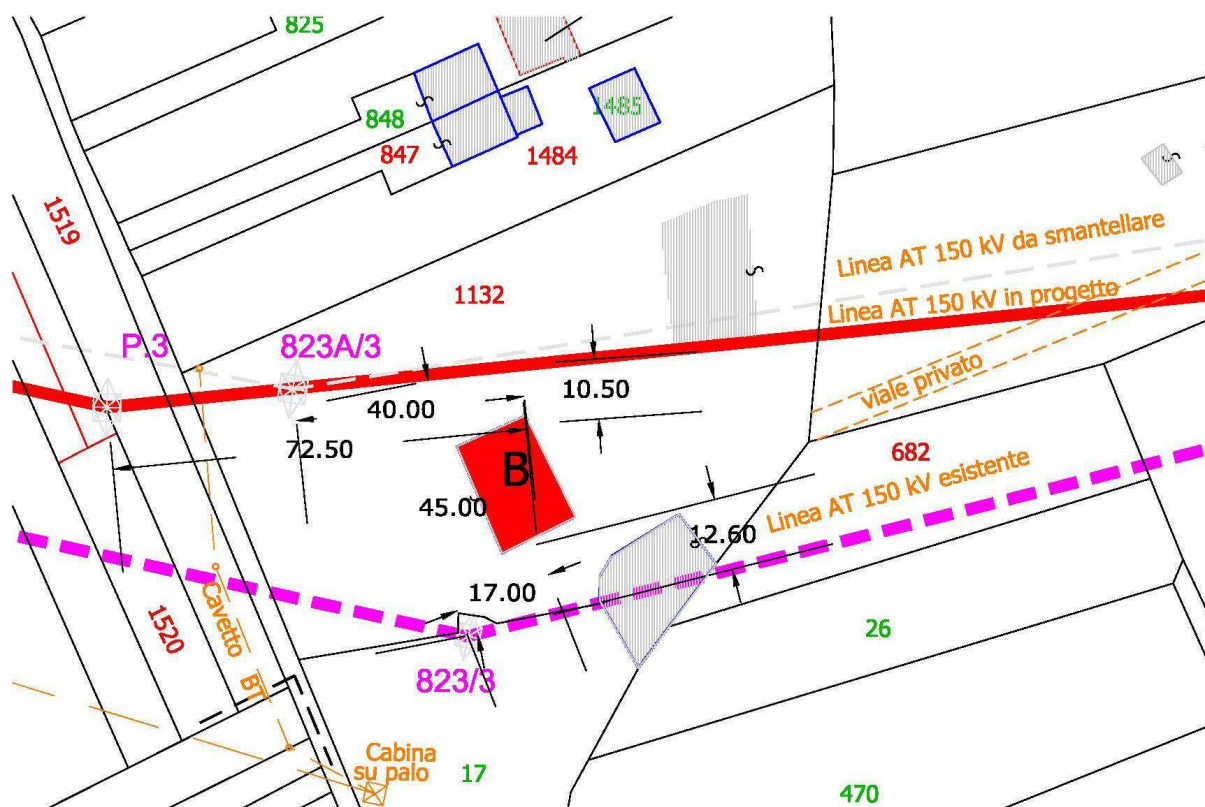 825
848
1485
847
1484
1519
Linea AT 150 kV da smantellare
1132
Linea AT 150 kV in progetto
P.3
823A/3
viale privato
10.50
40.00
72.50
682
B
Linea AT 150 kV esistente
45.00
12.60
17.00
Cavetto BT
1520
26
823/3
Cabina
su palo
17
470